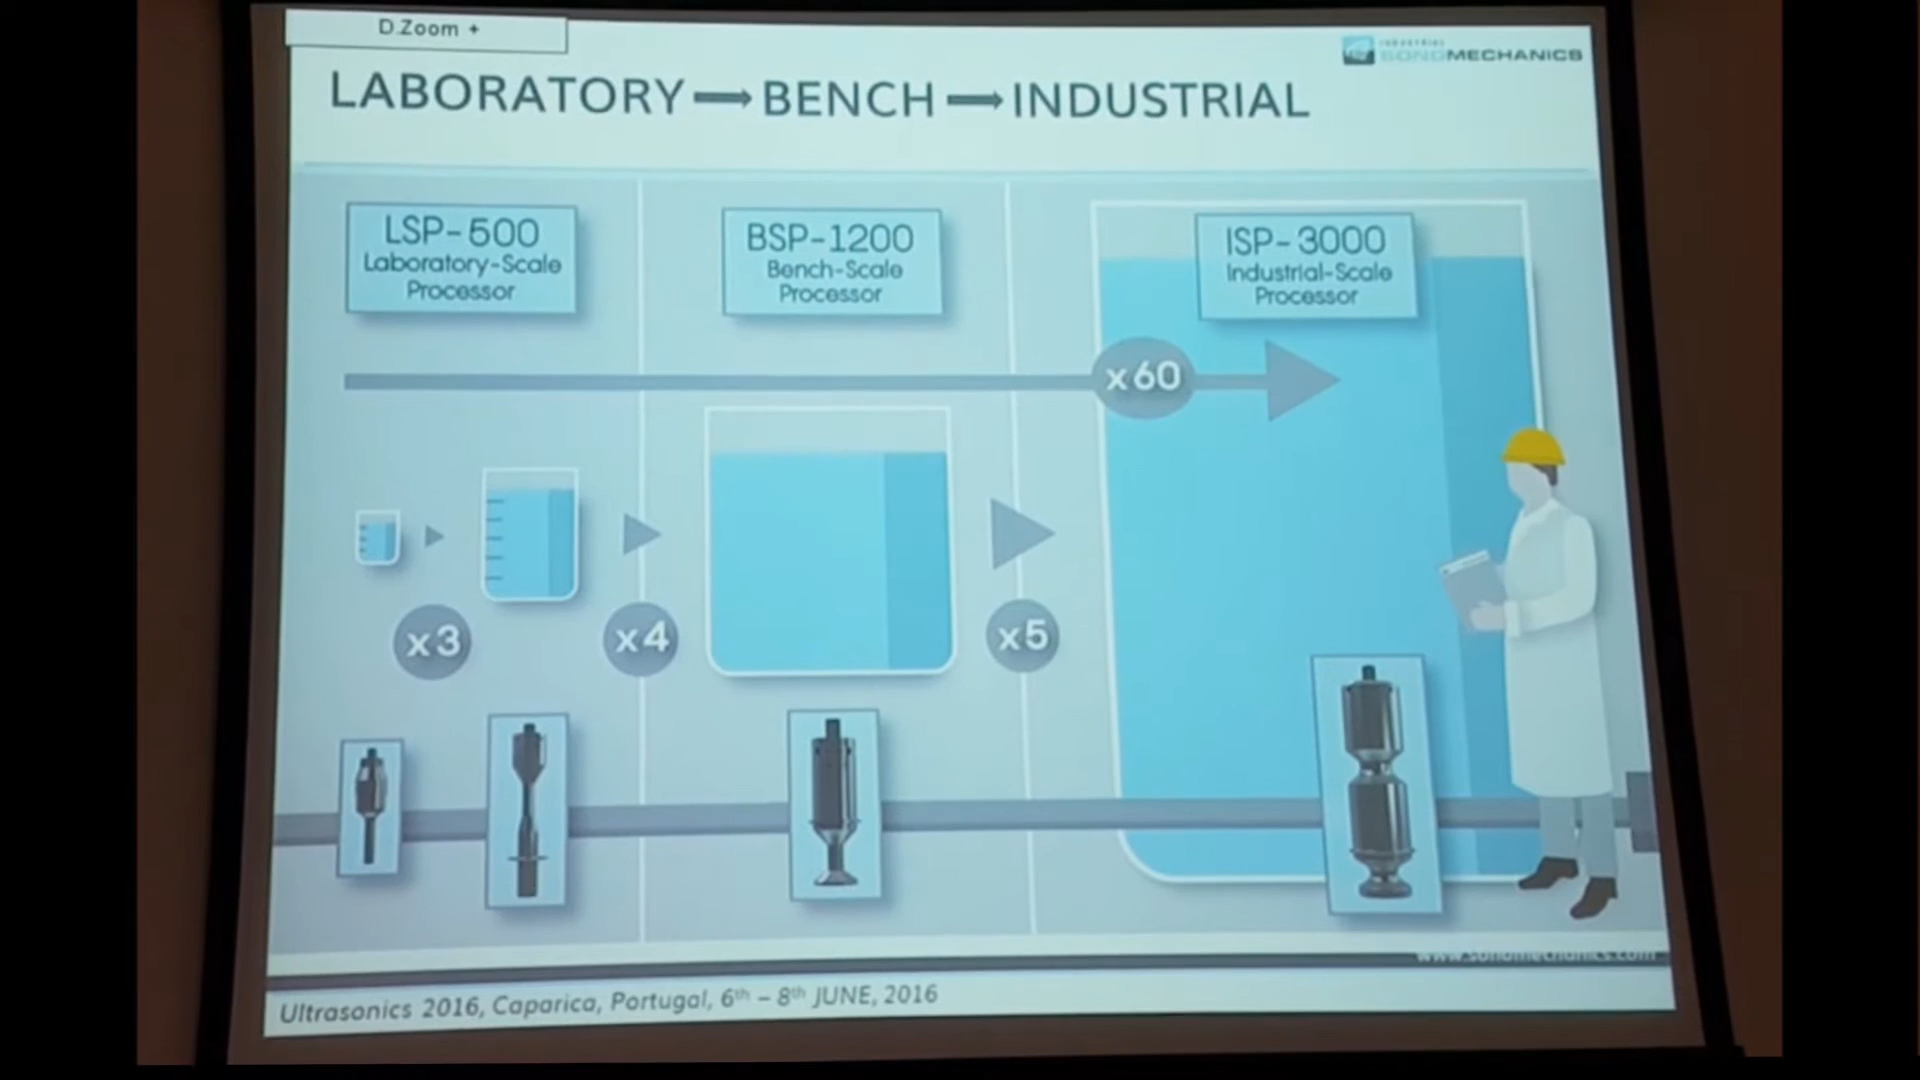 D.Zoom +
INDUSTRIAL
SONOMECHANICS
LABORATORY → BENCH → INDUSTRIAL
LSP-500
Laboratory-Scale
Processor
BSP-1200
Bench-Scale
Processor
ISP-3000
Industrial-Scale
Processor
x60
x3
x4
x5
www.sonomechanics.com
Ultrasonics 2016, Caparica, Portugal, 6th – 8th JUNE, 2016